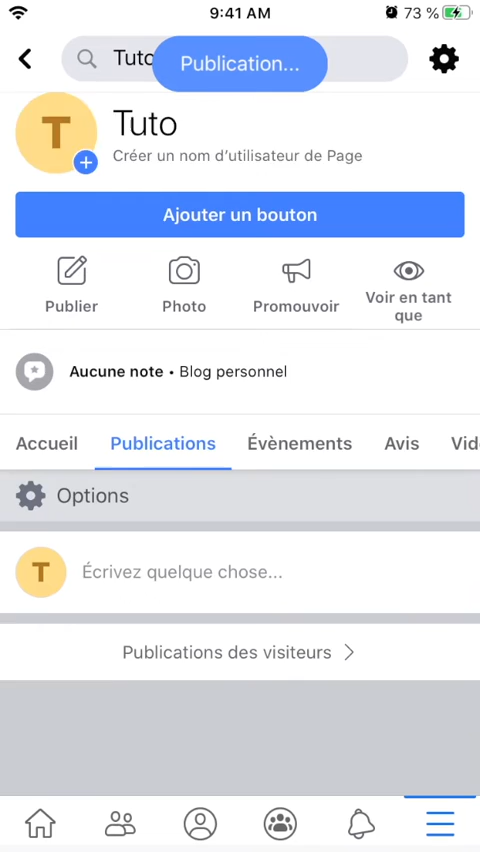 9:41 AM
73 %
Tuto
Publication...
T
Tuto
Créer un nom d’utilisateur de Page
Ajouter un bouton
Publier
Photo
Promouvoir
Voir en tant
que
Aucune note • Blog personnel
Accueil
Publications
Évènements
Avis
Vid
Options
T
Écrivez quelque chose...
Publications des visiteurs